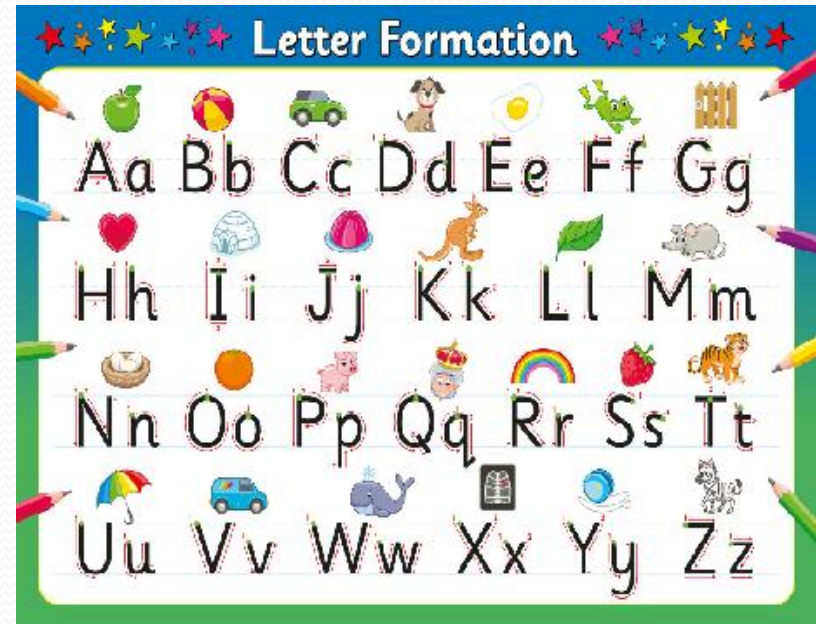 Letter Formation
Aa Bb Cc Dd Ee Ff Gg
Hh Ii Jj Kk Ll Mm
Nn Oo Pp Qq Rr Ss Tt
Uu Vv Ww Xx Yy Zz